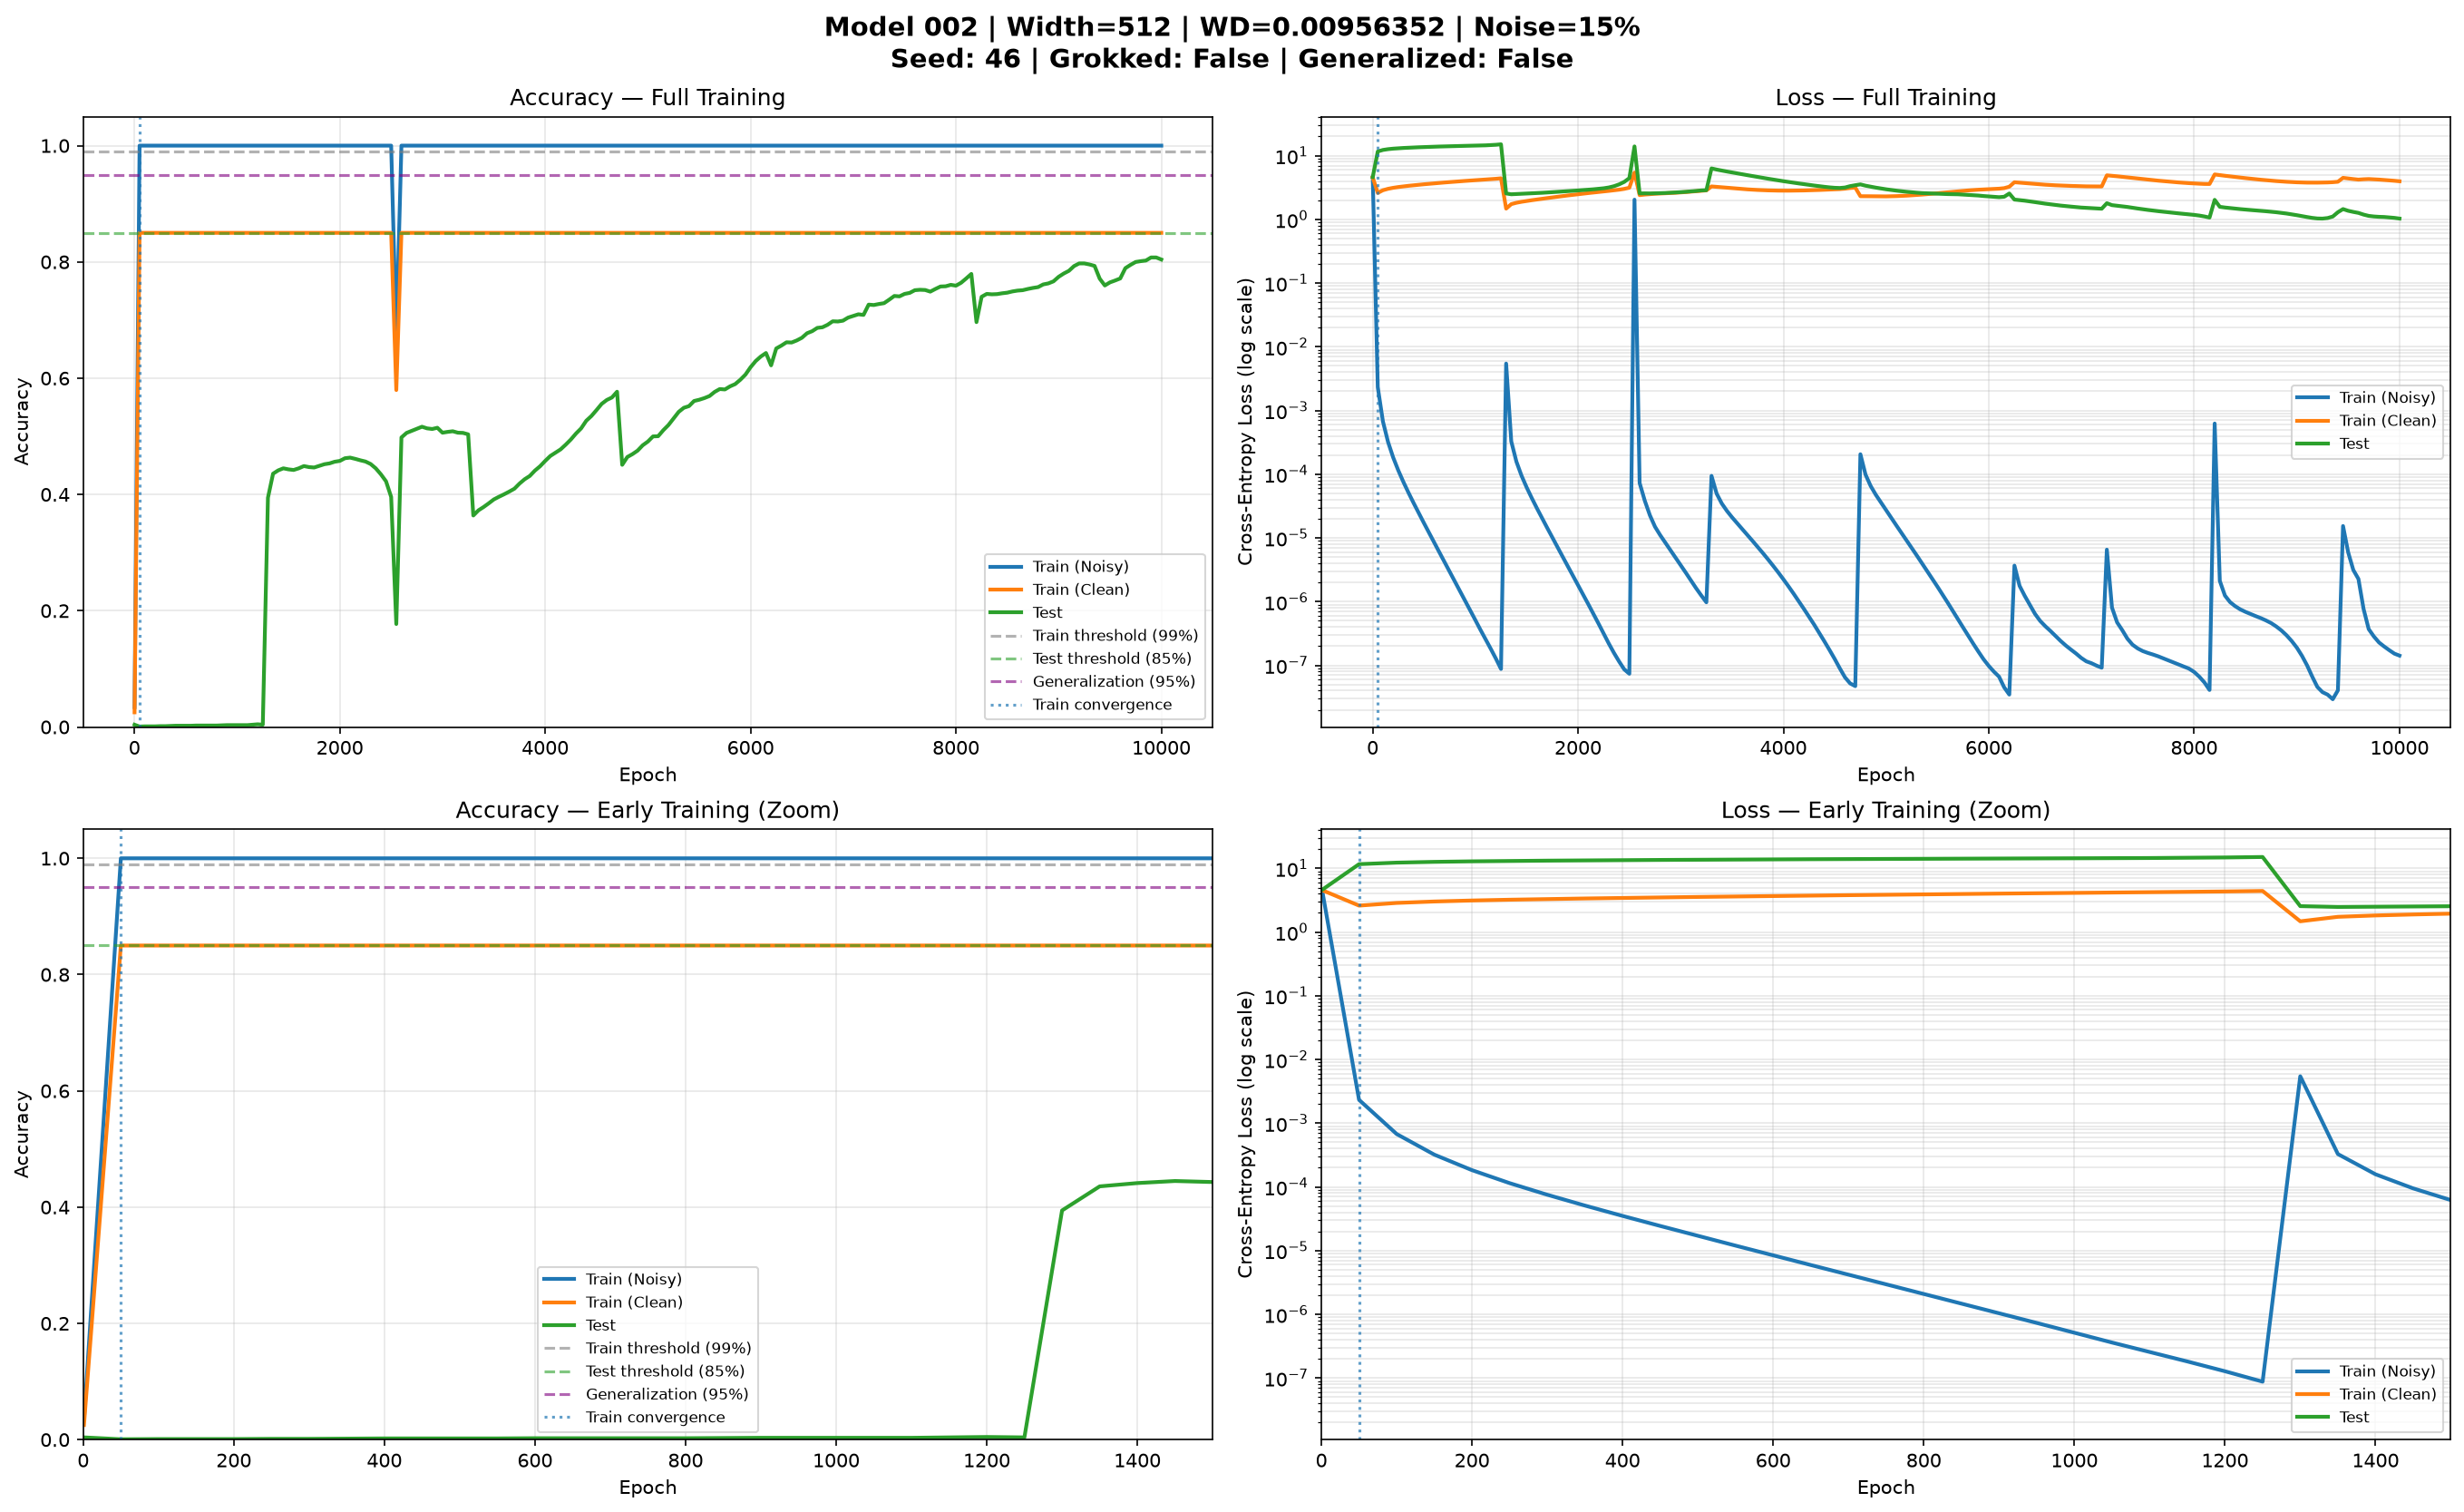 Model 002 | Width=512 | WD=0.00956352 | Noise=15%
Seed: 46 | Grokked: False | Generalized: False
Accuracy — Full Training
Accuracy
1.0
0.8
0.6
0.4
0.2
0.0
0 2000 4000 6000 8000 10000
Epoch
Train (Noisy)
Train (Clean)
Test
Train threshold (99%)
Test threshold (85%)
Generalization (95%)
Train convergence
Loss — Full Training
Cross-Entropy Loss (log scale)
10¹
10⁰
10⁻¹
10⁻²
10⁻³
10⁻⁴
10⁻⁵
10⁻⁶
10⁻⁷
0 2000 4000 6000 8000 10000
Epoch
Train (Noisy)
Train (Clean)
Test
Accuracy — Early Training (Zoom)
Accuracy
1.0
0.8
0.6
0.4
0.2
0.0
0 200 400 600 800 1000 1200 1400
Epoch
Train (Noisy)
Train (Clean)
Test
Train threshold (99%)
Test threshold (85%)
Generalization (95%)
Train convergence
Loss — Early Training (Zoom)
Cross-Entropy Loss (log scale)
10¹
10⁰
10⁻¹
10⁻²
10⁻³
10⁻⁴
10⁻⁵
10⁻⁶
10⁻⁷
0 200 400 600 800 1000 1200 1400
Epoch
Train (Noisy)
Train (Clean)
Test